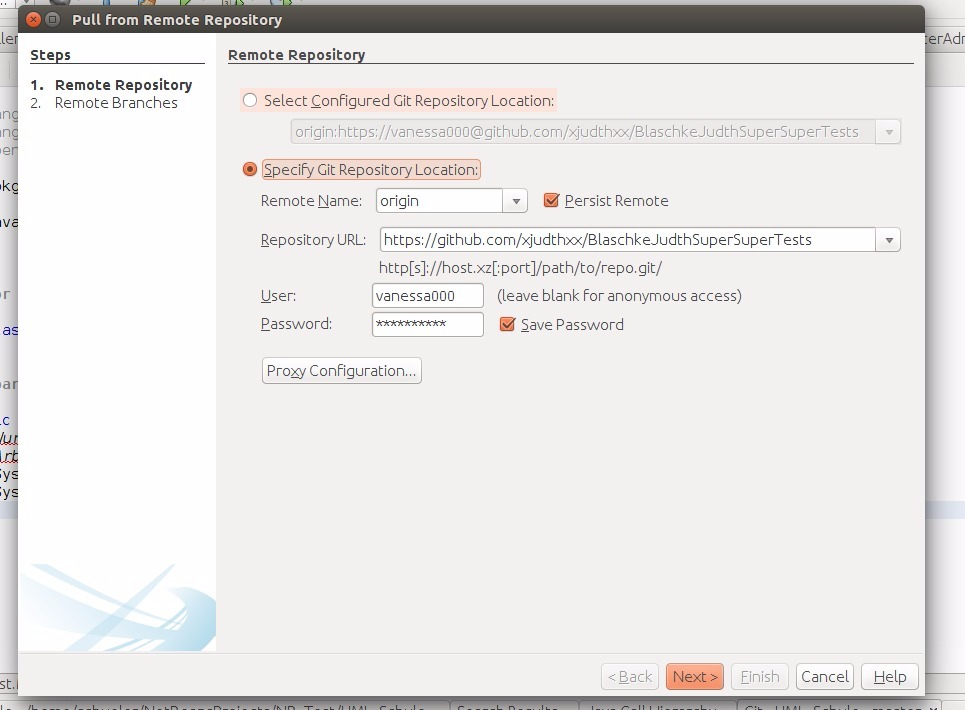 Pull from Remote Repository
Steps
1. Remote Repository
2. Remote Branches
Remote Repository
Select Configured Git Repository Location:
origin:https://vanessa000@github.com/xjudthxx/BlaschkeJudthSuperSuperTests
Specify Git Repository Location:
Remote Name: origin Persist Remote
Repository URL: https://github.com/xjudthxx/BlaschkeJudthSuperSuperTests
http[s]://host.xz[:port]/path/to/repo.git/
User: vanessa000 (leave blank for anonymous access)
Password: ********** Save Password
Proxy Configuration...
< Back Next > Finish Cancel Help